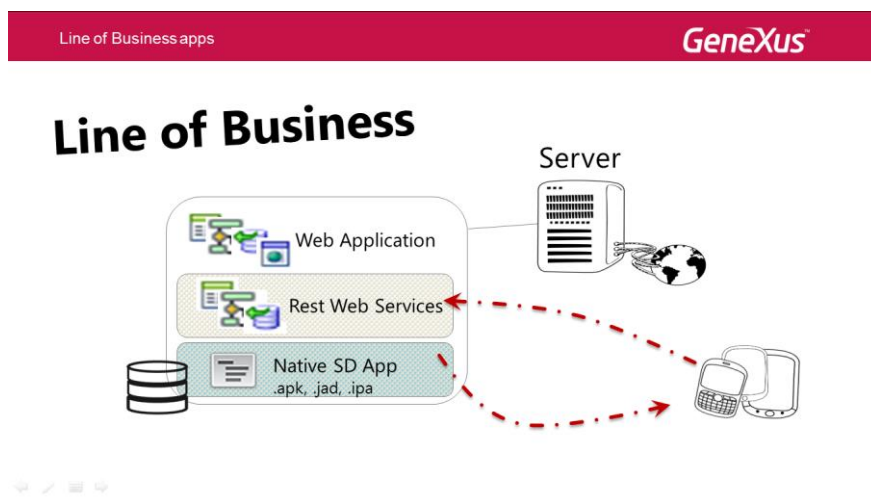 Line of Business apps
GeneXus™
Line of Business
Server
Web Application
Rest Web Services
Native SD App
.apk, .jad, .ipa